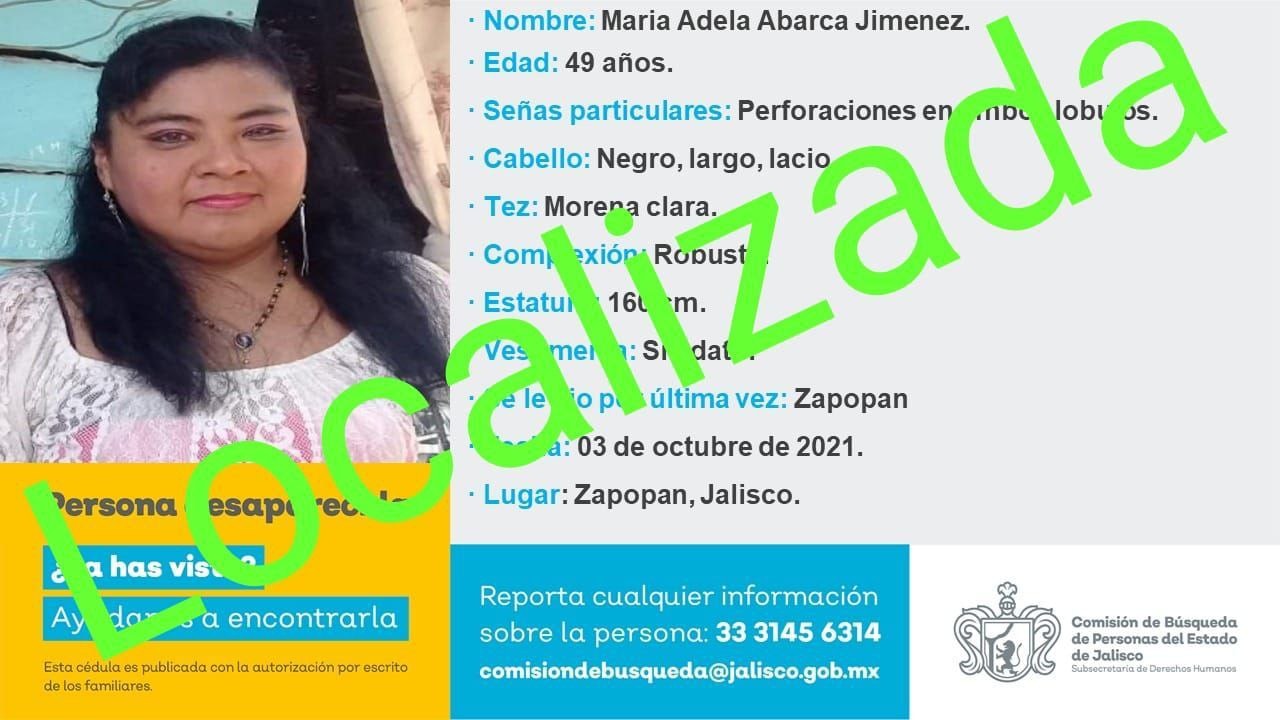 · Nombre: Maria Adela Abarca Jimenez.
· Edad: 49 años.
· Señas particulares: Perforaciones en ambos lobulos.
· Cabello: Negro, largo, lacio
· Tez: Morena clara.
· Complexión: Robusta.
· Estatura: 160 cm.
· Vestimenta: Sin dato.
· Se le vio por última vez: Zapopan
· Fecha: 03 de octubre de 2021.
· Lugar: Zapopan, Jalisco.
Localizada
Persona desaparecida
¿La has visto?
Ayúdanos a encontrarla
Esta cédula es publicada con la autorización por escrito
de los familiares.
Reporta cualquier información
sobre la persona: 33 3145 6314
comisiondebusqueda@jalisco.gob.mx
Comisión de Búsqueda
de Personas del Estado
de Jalisco
Subsecretaría de Derechos Humanos